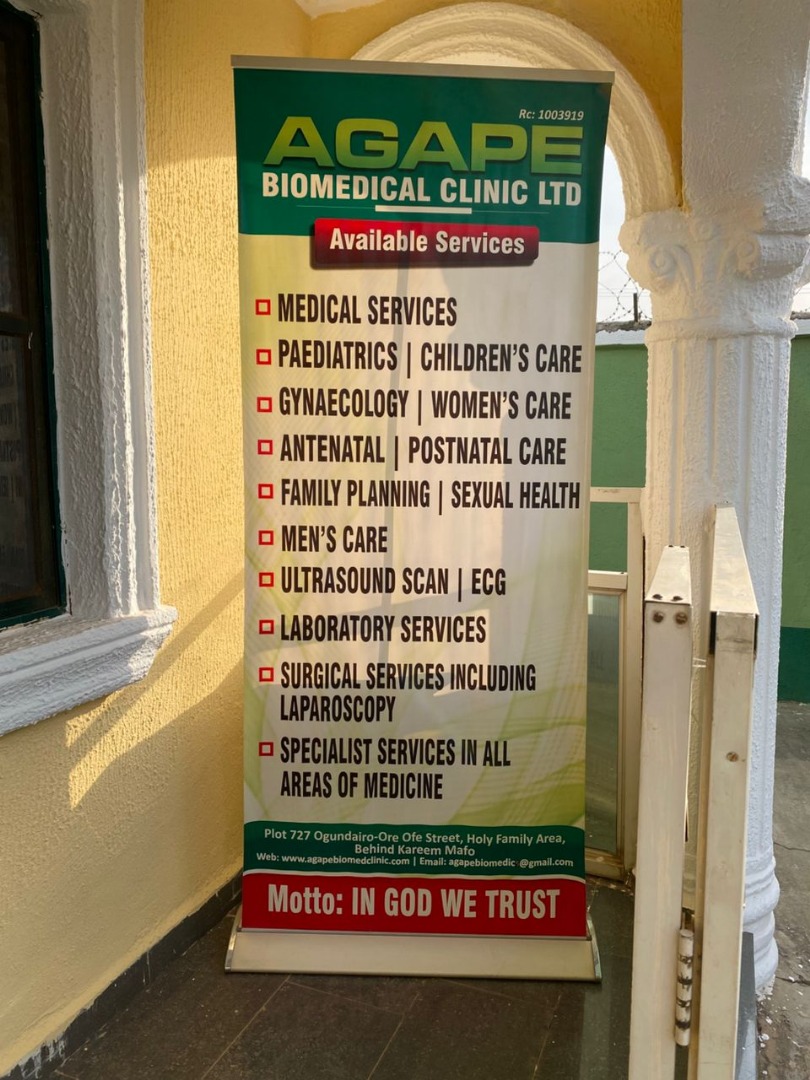 Rc: 1003919
AGAPE
BIOMEDICAL CLINIC LTD
Available Services
MEDICAL SERVICES
PAEDIATRICS | CHILDREN'S CARE
GYNAECOLOGY | WOMEN'S CARE
ANTENATAL | POSTNATAL CARE
FAMILY PLANNING | SEXUAL HEALTH
MEN'S CARE
ULTRASOUND SCAN | ECG
LABORATORY SERVICES
SURGICAL SERVICES INCLUDING
LAPAROSCOPY
SPECIALIST SERVICES IN ALL
AREAS OF MEDICINE
Plot 727 Ogundairo-Ore Ofe Street, Holy Family Area,
Behind Kareem Mafo
Web: www.agapebiomedclinic.com | Email: agapebiomedic @gmail.com
Motto: IN GOD WE TRUST